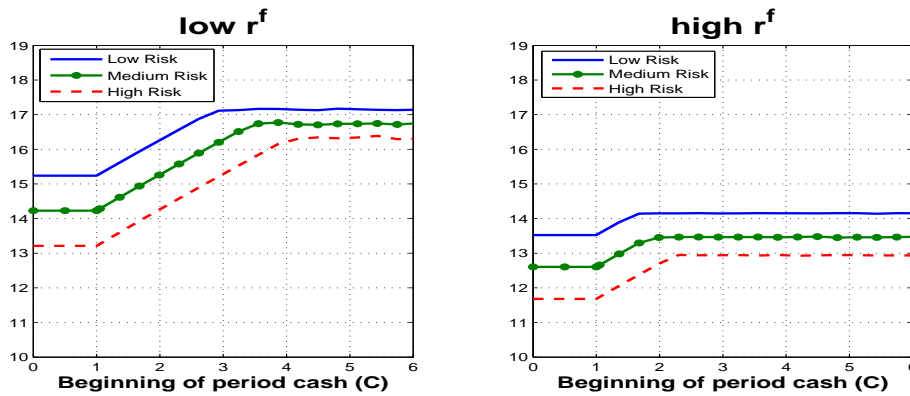 low r^f
19
18
17
16
15
14
13
12
11
10
0 1 2 3 4 5 6
Low Risk
Medium Risk
High Risk
Beginning of period cash (C)
high r^f
19
18
17
16
15
14
13
12
11
10
0 1 2 3 4 5 6
Low Risk
Medium Risk
High Risk
Beginning of period cash (C)